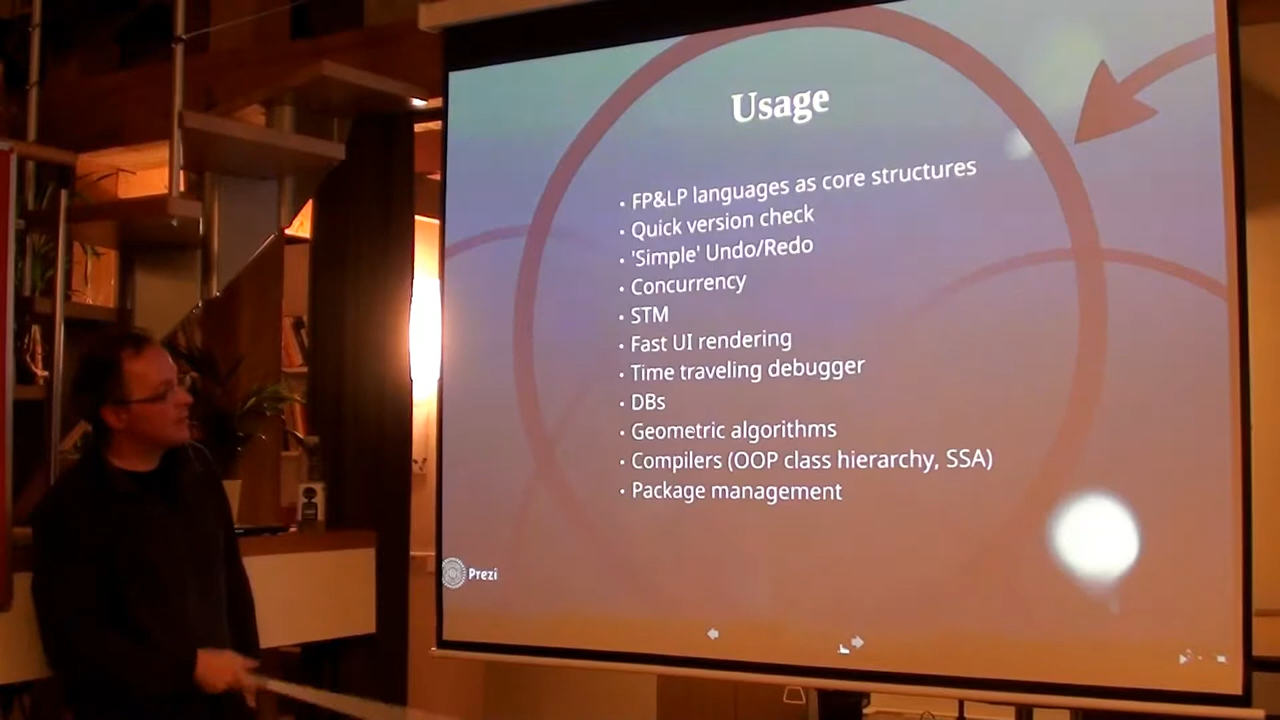 Usage
• FP&LP languages as core structures
• Quick version check
• 'Simple' Undo/Redo
• Concurrency
• STM
• Fast UI rendering
• Time traveling debugger
• DBs
• Geometric algorithms
• Compilers (OOP class hierarchy, SSA)
• Package management
Prezi